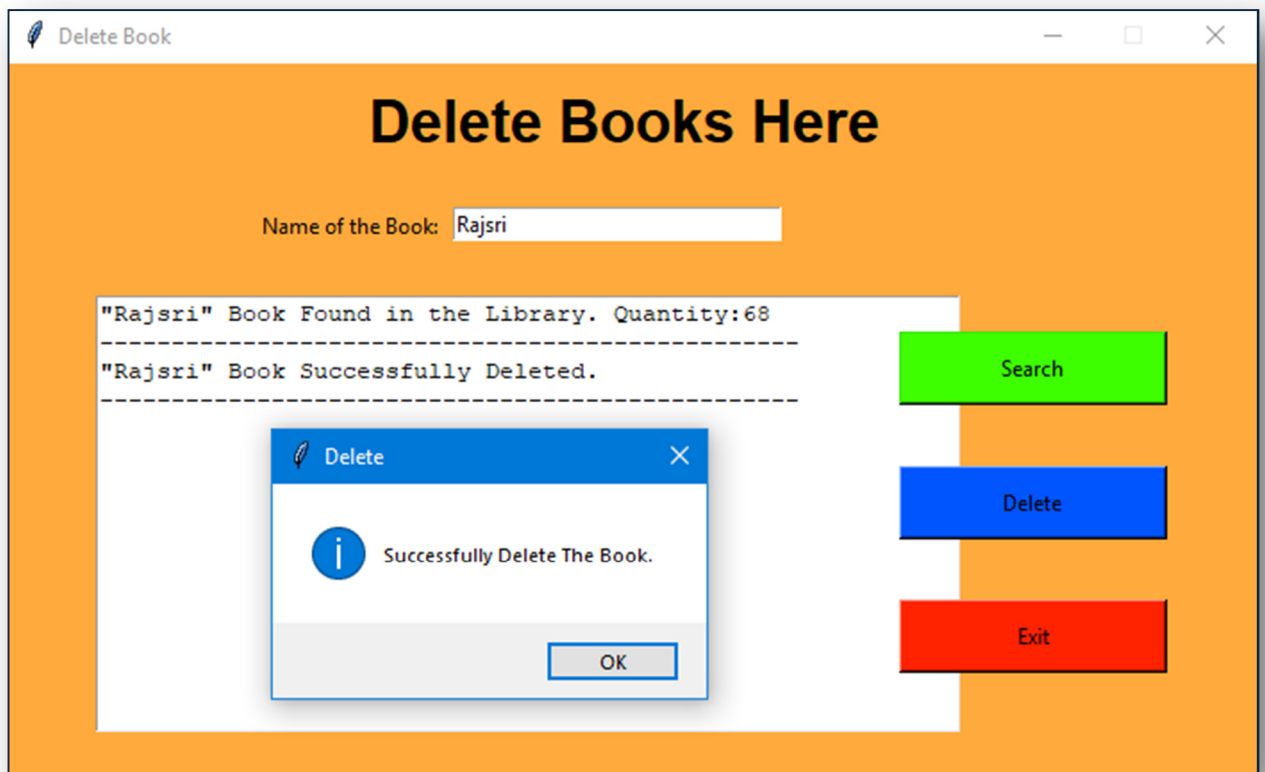 Delete Book
Delete Books Here
Name of the Book: Rajsri
"Rajsri" Book Found in the Library. Quantity:68
-------------------------------------------------
"Rajsri" Book Successfully Deleted.
-------------------------------------------------
Search
Delete
Delete
Successfully Delete The Book.
OK
Exit